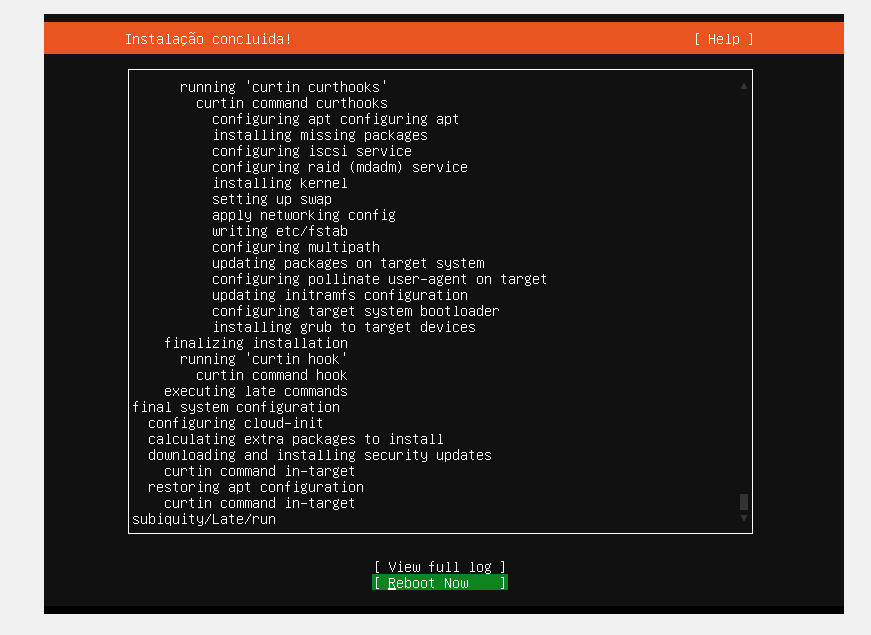 Instalação concluida! [ Help ]
running 'curtin curthooks'
curtin command curthooks
configuring apt configuring apt
installing missing packages
configuring iscsi service
configuring raid (mdadm) service
installing kernel
setting up swap
apply networking config
writing etc/fstab
configuring multipath
updating packages on target system
configuring pollinate user-agent on target
updating initramfs configuration
configuring target system bootloader
installing grub to target devices
finalizing installation
running 'curtin hook'
curtin command hook
executing late commands
final system configuration
configuring cloud-init
calculating extra packages to install
downloading and installing security updates
curtin command in-target
restoring apt configuration
curtin command in-target
subiquity/Late/run
[ View full log ]
[ Reboot Now ]